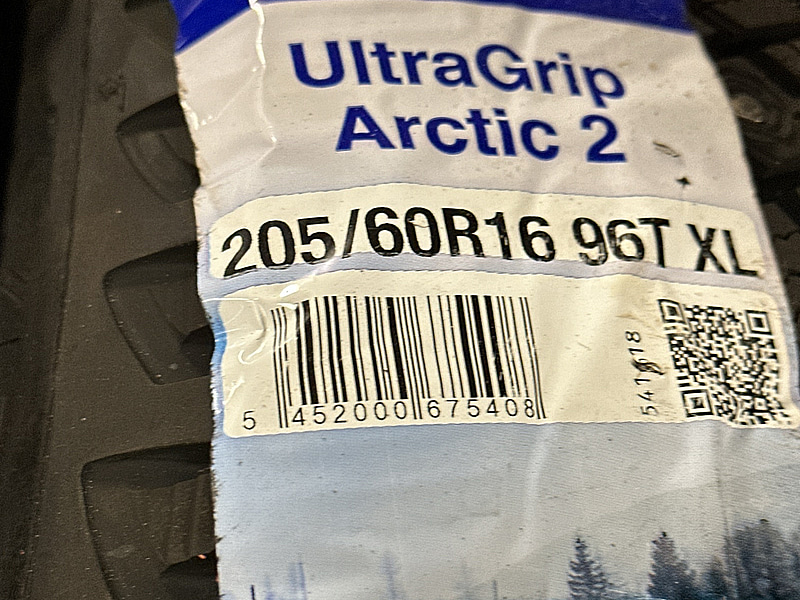 UltraGrip
Arctic 2
205/60R16 96T XL
5 452000 675408